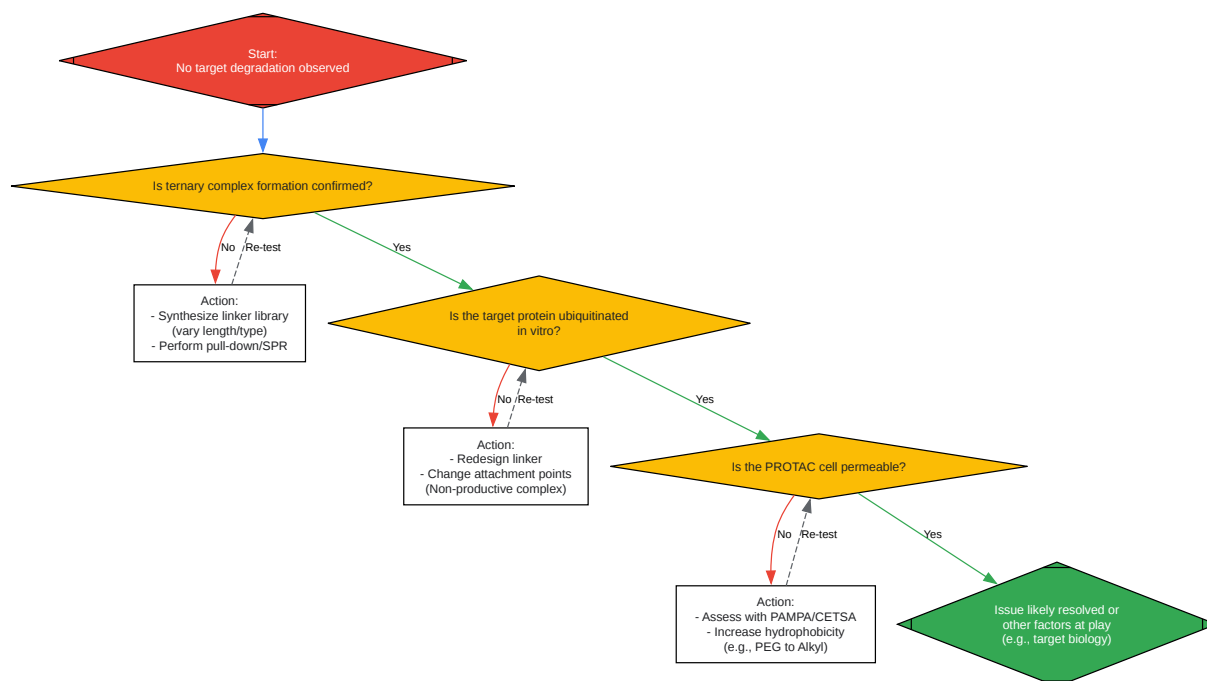 Start:
No target degradation observed
Is ternary complex formation confirmed?
No
Re-test
Yes
Action:
- Synthesize linker library
(vary length/type)
- Perform pull-down/SPR
Is the target protein ubiquitinated
in vitro?
No
Re-test
Yes
Action:
- Redesign linker
- Change attachment points
(Non-productive complex)
Is the PROTAC cell permeable?
No
Re-test
Yes
Action:
- Assess with PAMPA/CETSA
- Increase hydrophobicity
(e.g., PEG to Alkyl)
Issue likely resolved or
other factors at play
(e.g., target biology)